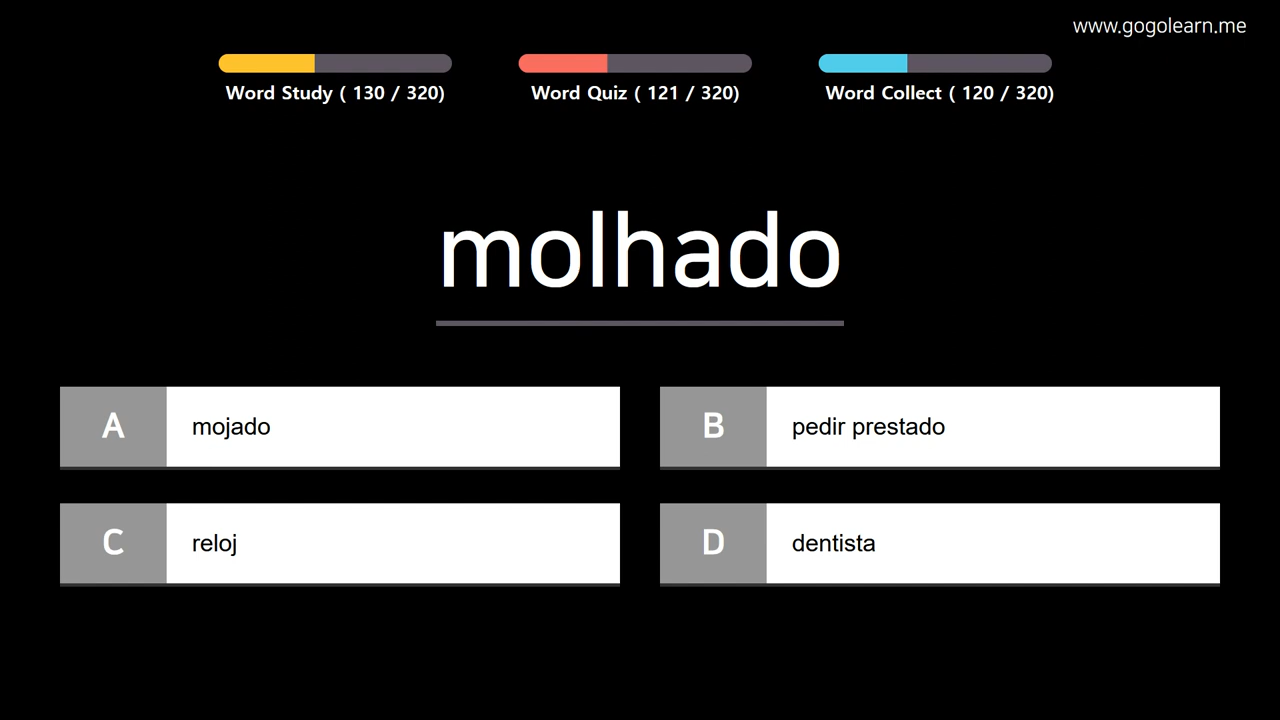 www.gogolearn.me
Word Study ( 130 / 320)
Word Quiz ( 121 / 320)
Word Collect ( 120 / 320)
molhado
A
mojado
B
pedir prestado
C
reloj
D
dentista